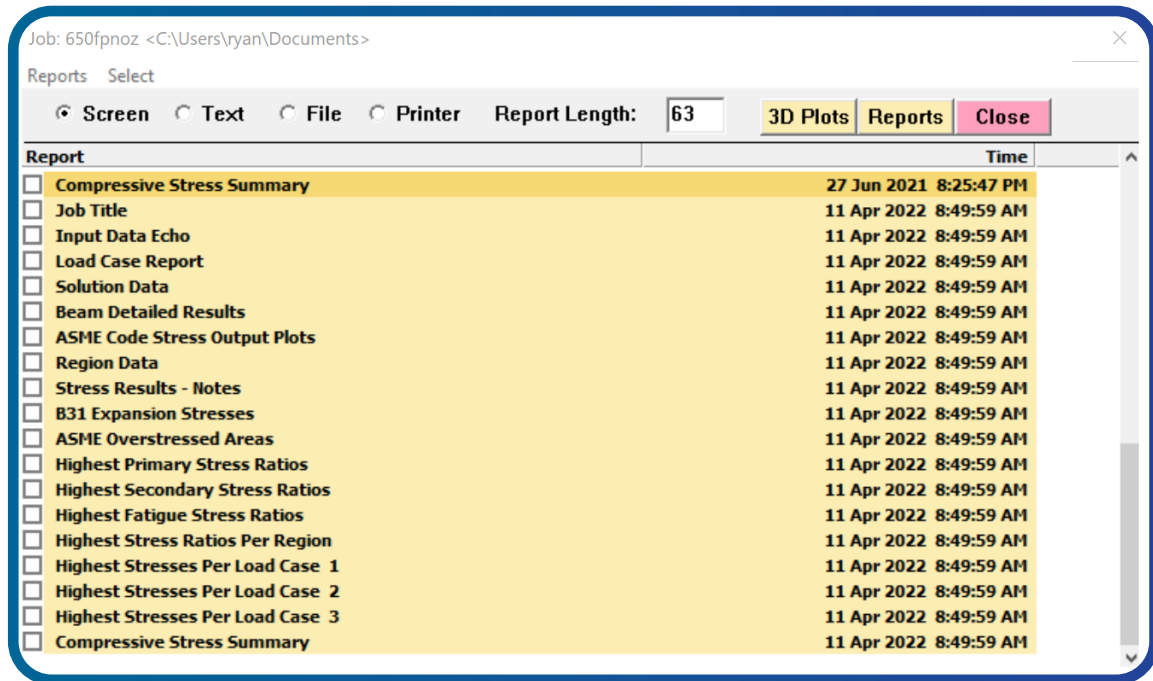 Job: 650fpnoz <C:\Users\ryan\Documents>
Reports Select
Screen Text File Printer Report Length: 63 3D Plots Reports Close
Report Time
Compressive Stress Summary 27 Jun 2021 8:25:47 PM
Job Title 11 Apr 2022 8:49:59 AM
Input Data Echo 11 Apr 2022 8:49:59 AM
Load Case Report 11 Apr 2022 8:49:59 AM
Solution Data 11 Apr 2022 8:49:59 AM
Beam Detailed Results 11 Apr 2022 8:49:59 AM
ASME Code Stress Output Plots 11 Apr 2022 8:49:59 AM
Region Data 11 Apr 2022 8:49:59 AM
Stress Results - Notes 11 Apr 2022 8:49:59 AM
B31 Expansion Stresses 11 Apr 2022 8:49:59 AM
ASME Overstressed Areas 11 Apr 2022 8:49:59 AM
Highest Primary Stress Ratios 11 Apr 2022 8:49:59 AM
Highest Secondary Stress Ratios 11 Apr 2022 8:49:59 AM
Highest Fatigue Stress Ratios 11 Apr 2022 8:49:59 AM
Highest Stress Ratios Per Region 11 Apr 2022 8:49:59 AM
Highest Stresses Per Load Case 1 11 Apr 2022 8:49:59 AM
Highest Stresses Per Load Case 2 11 Apr 2022 8:49:59 AM
Highest Stresses Per Load Case 3 11 Apr 2022 8:49:59 AM
Compressive Stress Summary 11 Apr 2022 8:49:59 AM